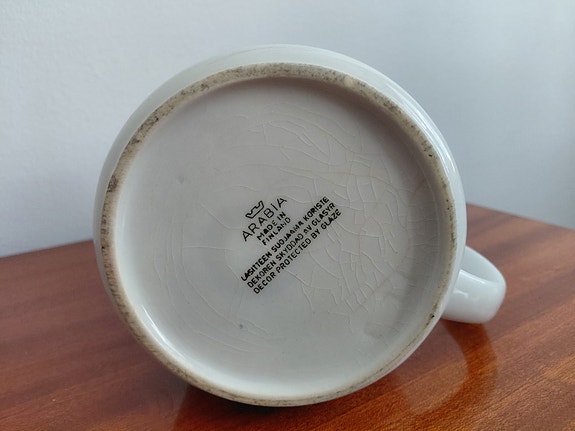 ARABIA
MADE IN
FINLAND
LASITTEEN SUOJAAMA KORISTE
DEKOREN SKYDDAD AV GLASYR
DECOR PROTECTED BY GLAZE